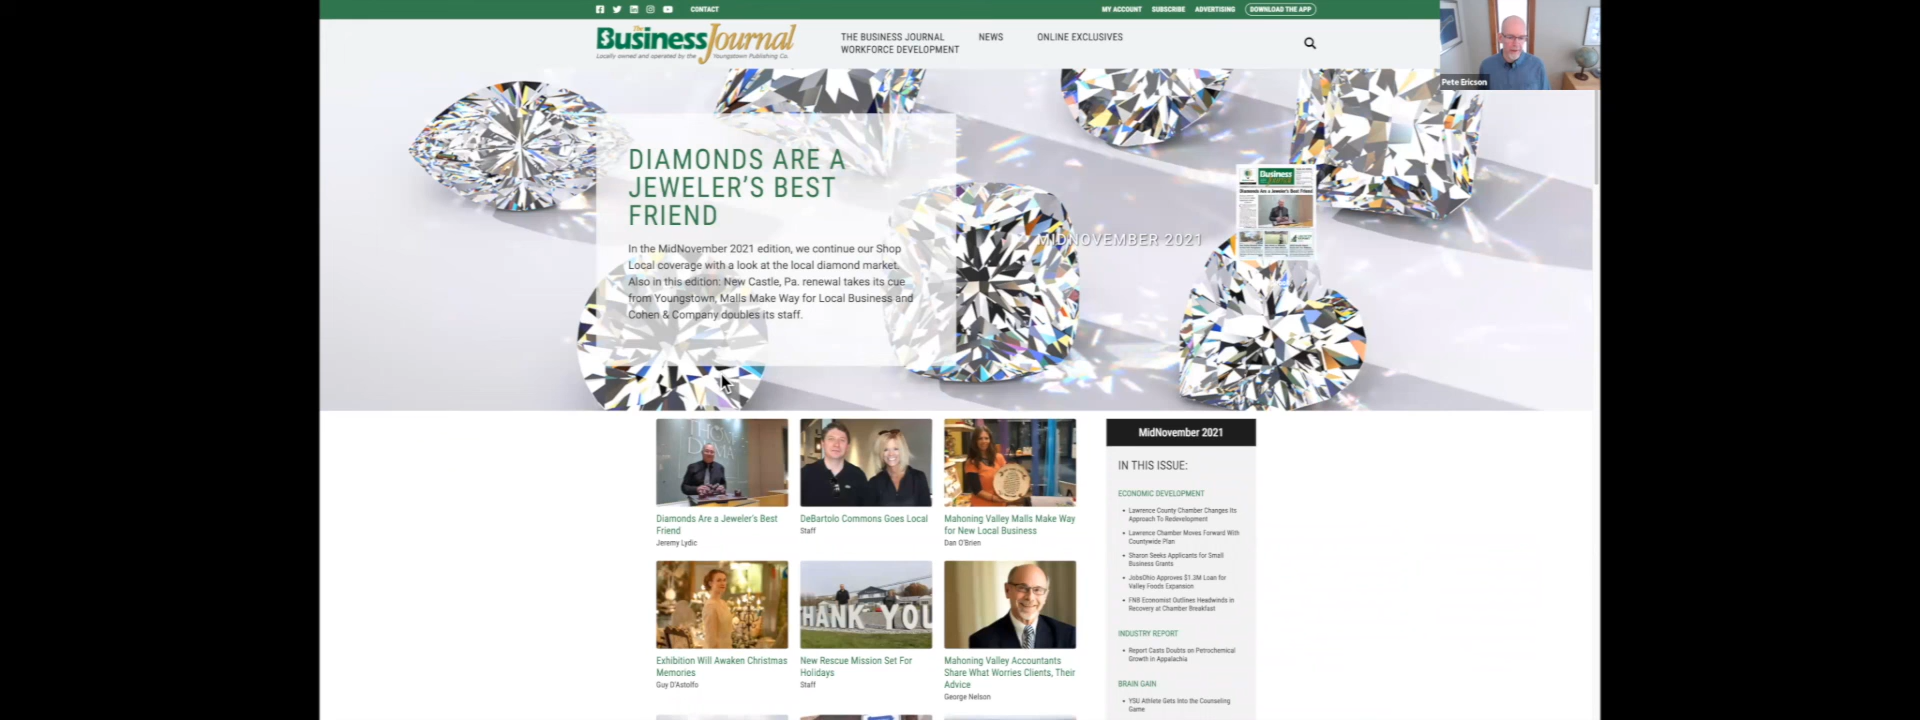 CONTACT
MY ACCOUNT SUBSCRIBE ADVERTISING DOWNLOAD THE APP
The
Business Journal
Locally owned and operated by the Youngstown Publishing Co.
THE BUSINESS JOURNAL
WORKFORCE DEVELOPMENT
NEWS
ONLINE EXCLUSIVES
Pete Ericson
DIAMONDS ARE A
JEWELER'S BEST
FRIEND
In the MidNovember 2021 edition, we continue our Shop
Local coverage with a look at the local diamond market.
Also in this edition: New Castle, Pa. renewal takes its cue
from Youngstown, Malls Make Way for Local Business and
Cohen & Company doubles its staff.
MIDNOVEMBER 2021
Business
Diamonds Are a Jeweler's Best Friend
THANK YOU
Diamonds Are a Jeweler's Best
Friend
Jeremy Lydic
DeBartolo Commons Goes Local
Staff
Mahoning Valley Malls Make Way
for New Local Business
Dan O'Brien
Exhibition Will Awaken Christmas
Memories
Guy D'Astolfo
New Rescue Mission Set For
Holidays
Staff
Mahoning Valley Accountants
Share What Worries Clients, Their
Advice
George Nelson
MidNovember 2021
IN THIS ISSUE:
ECONOMIC DEVELOPMENT
• Lawrence County Chamber Changes Its
Approach To Redevelopment
• Lawrence Chamber Moves Forward With
Countywide Plan
• Sharon Seeks Applicants for Small
Business Grants
• JobsOhio Approves $1.3M Loan for
Valley Foods Expansion
• FNB Economist Outlines Headwinds in
Recovery at Chamber Breakfast
INDUSTRY REPORT
• Report Casts Doubts on Petrochemical
Growth in Appalachia
BRAIN GAIN
• YSU Athlete Gets Into the Counseling
Game